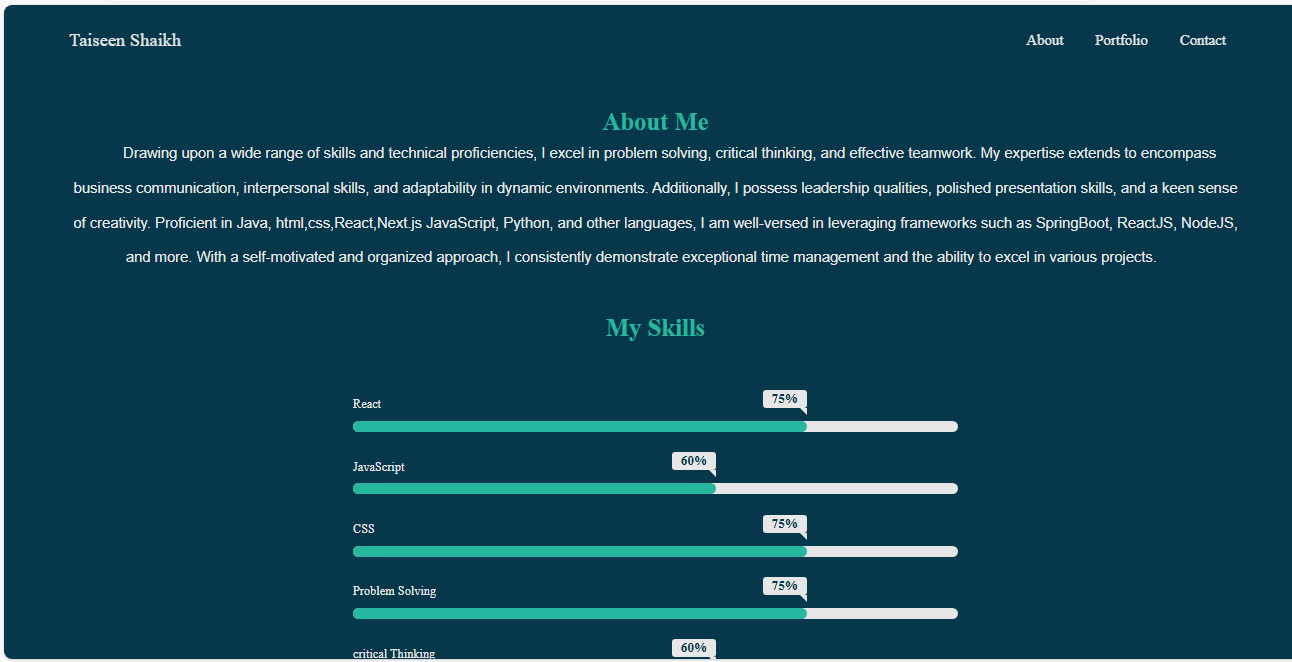 Taiseen Shaikh
About Portfolio Contact
About Me
Drawing upon a wide range of skills and technical proficiencies, I excel in problem solving, critical thinking, and effective teamwork. My expertise extends to encompass
business communication, interpersonal skills, and adaptability in dynamic environments. Additionally, I possess leadership qualities, polished presentation skills, and a keen sense
of creativity. Proficient in Java, html,css,React,Next.js JavaScript, Python, and other languages, I am well-versed in leveraging frameworks such as SpringBoot, ReactJS, NodeJS,
and more. With a self-motivated and organized approach, I consistently demonstrate exceptional time management and the ability to excel in various projects.
My Skills
React 75%
JavaScript 60%
CSS 75%
Problem Solving 75%
critical Thinking 60%